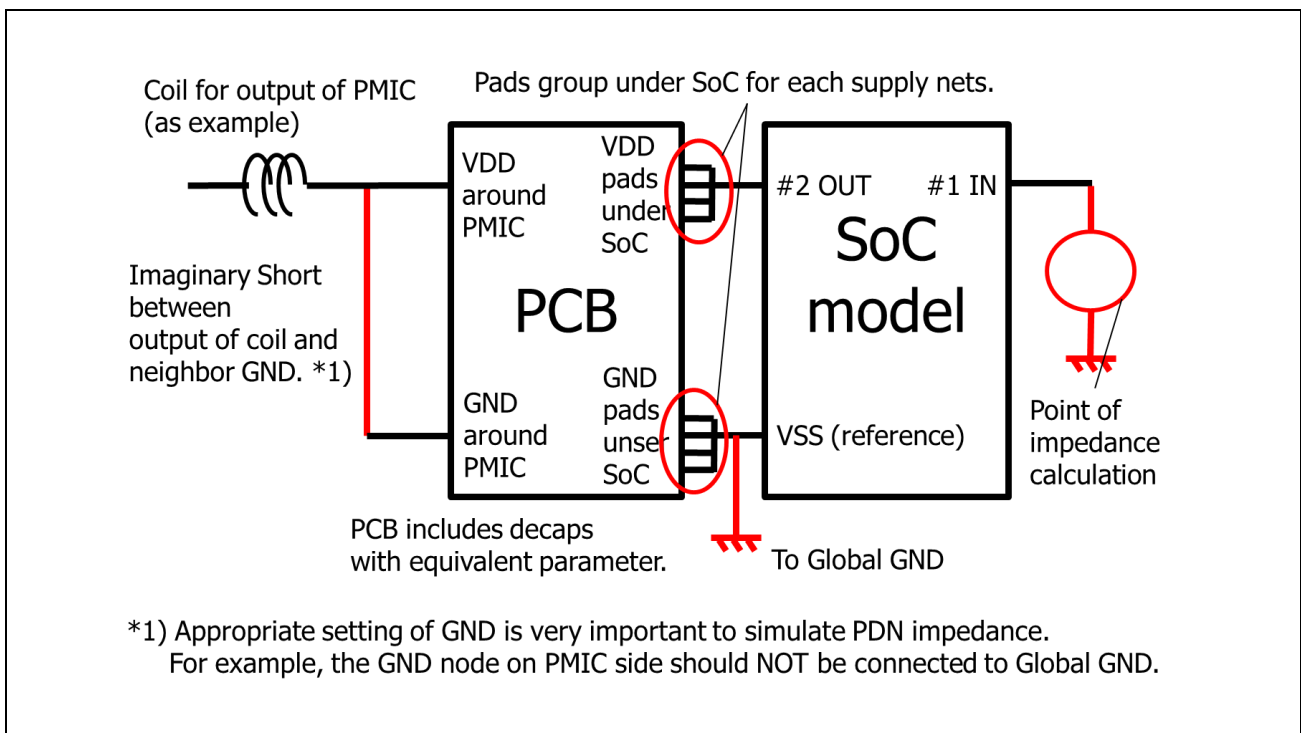 Coil for output of PMIC
(as example)
Pads group under SoC for each supply nets.
VDD
around
PMIC
VDD
pads
under
SoC
#2 OUT
#1 IN
SoC
model
Imaginary Short
between
output of coil and
neighbor GND. *1)
PCB
GND
around
PMIC
GND
pads
unser
SoC
VSS (reference)
Point of
impedance
calculation
PCB includes decaps
with equivalent parameter.
To Global GND
*1) Appropriate setting of GND is very important to simulate PDN impedance.
For example, the GND node on PMIC side should NOT be connected to Global GND.